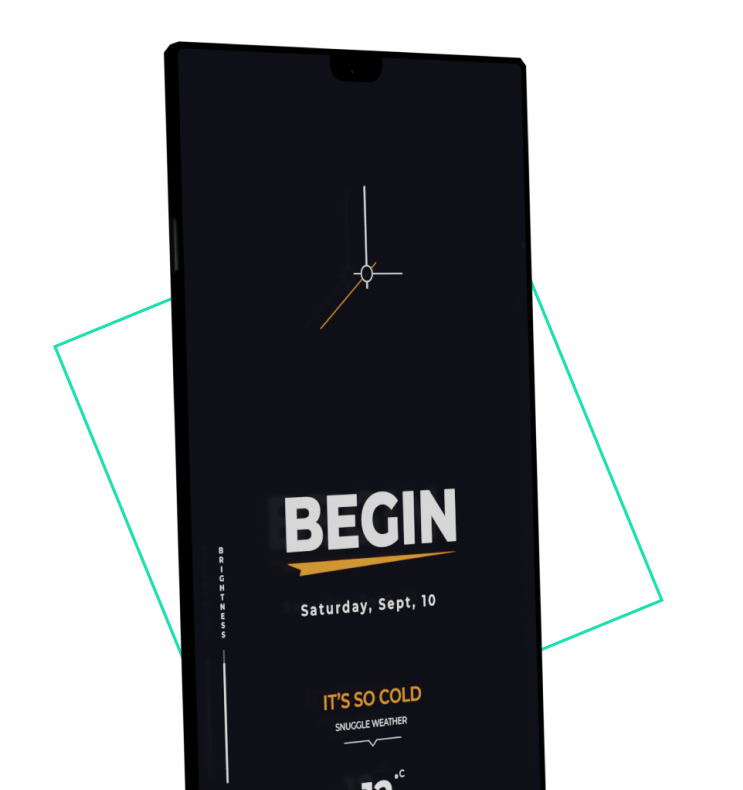 BEGIN
Saturday, Sept, 10
BRIGHTNESS
IT'S SO COLD
SNUGGLE WEATHER
°C